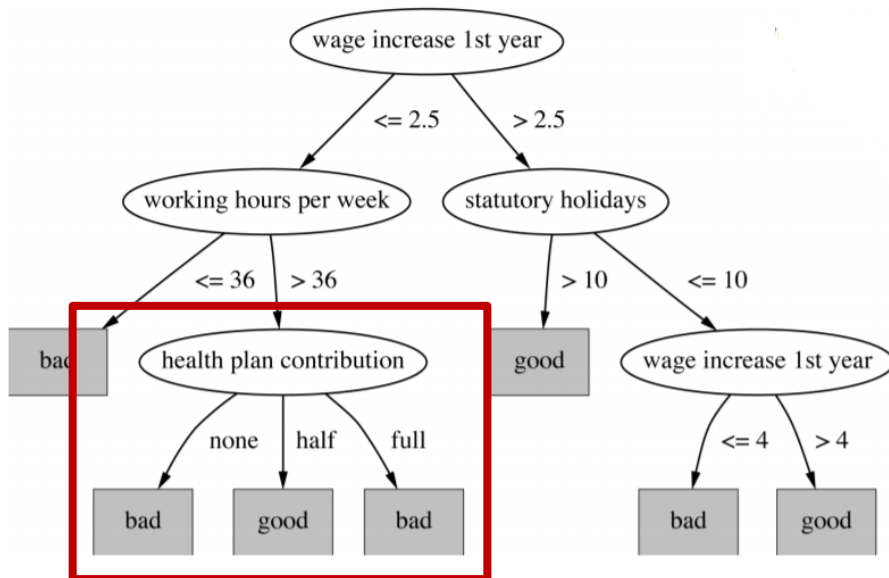 wage increase 1st year
<= 2.5
> 2.5
working hours per week
statutory holidays
<= 36
> 36
> 10
<= 10
bad
health plan contribution
good
wage increase 1st year
none
half
full
<= 4
> 4
bad
good
bad
bad
good